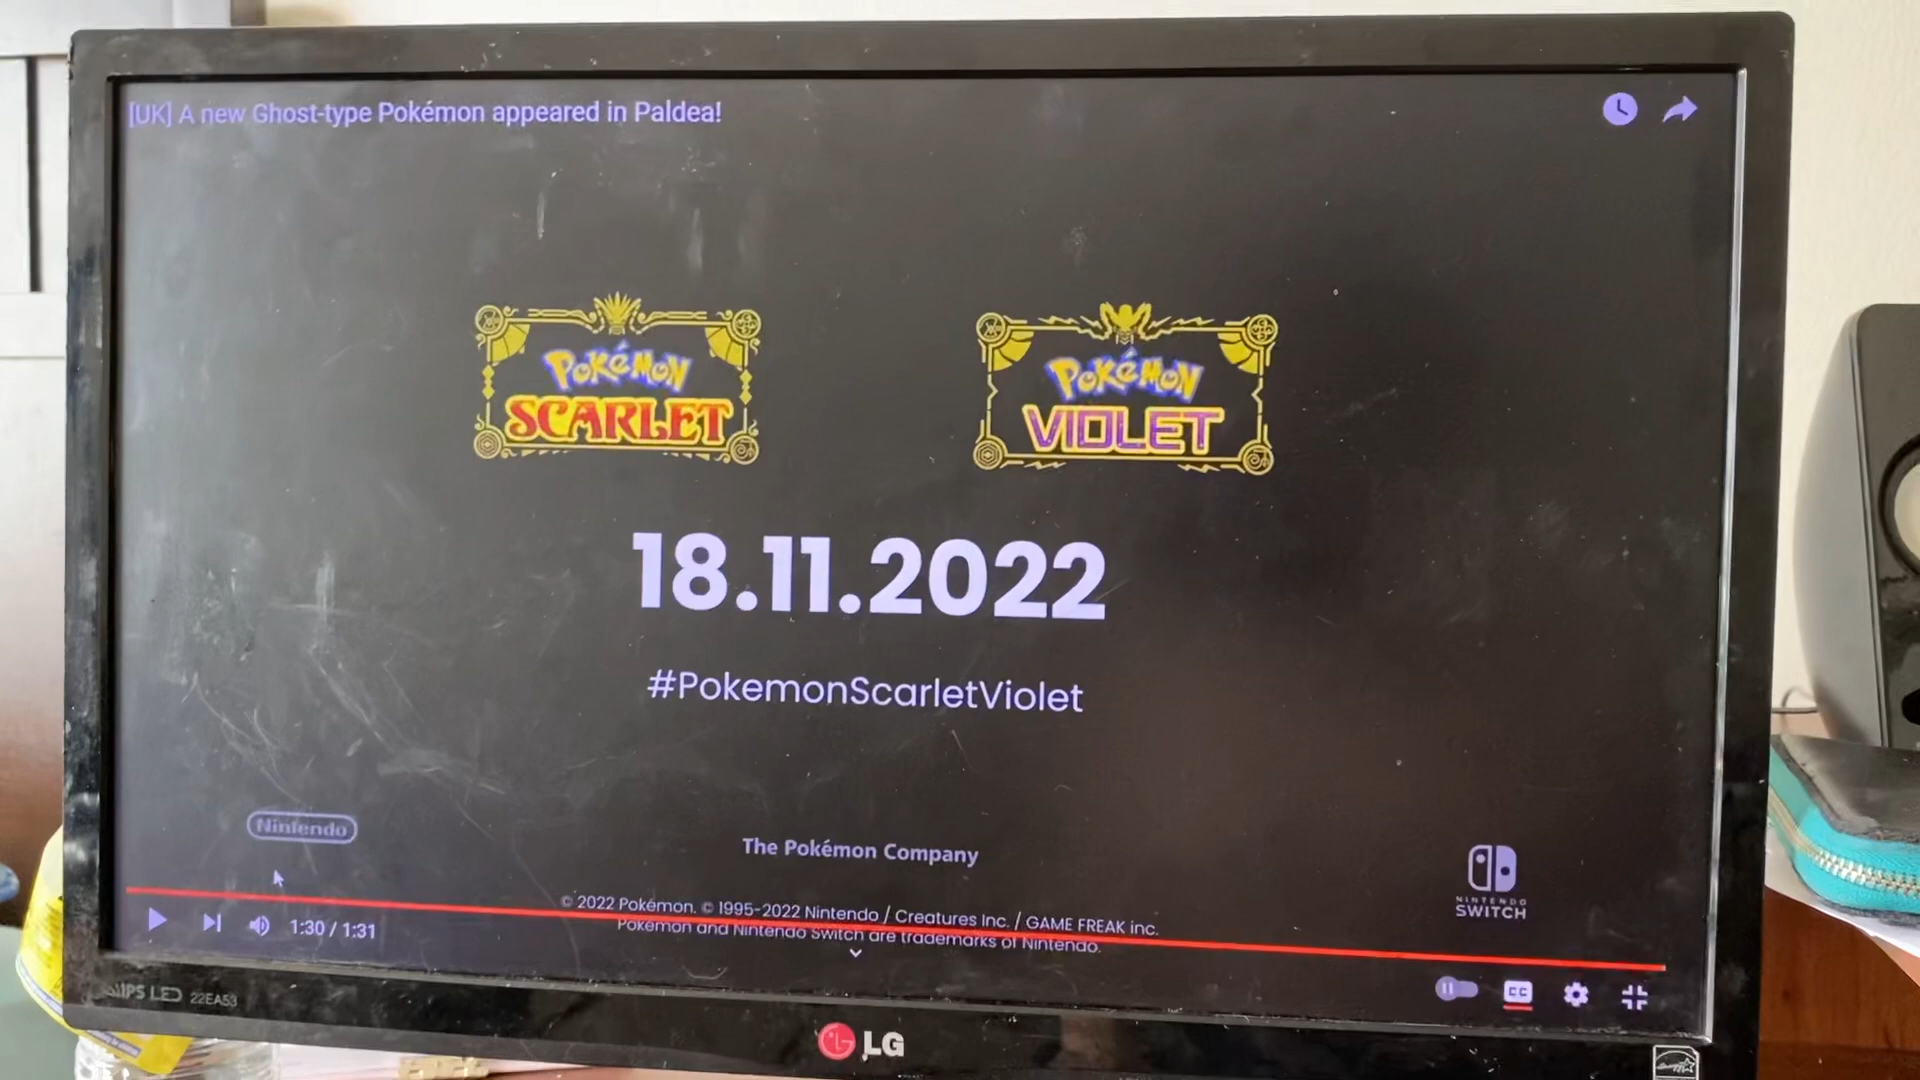 [UK] A new Ghost-type Pokémon appeared in Paldea!
POKéMON
SCARLET
POKéMON
VIOLET
18.11.2022
#PokemonScarletViolet
Nintendo
The Pokémon Company
NINTENDO
SWITCH
© 2022 Pokémon. © 1995-2022 Nintendo / Creatures Inc. / GAME FREAK inc.
Pokémon and Nintendo Switch are trademarks of Nintendo.
1:30 / 1:31
CC
IPS LED 22EA53
LG